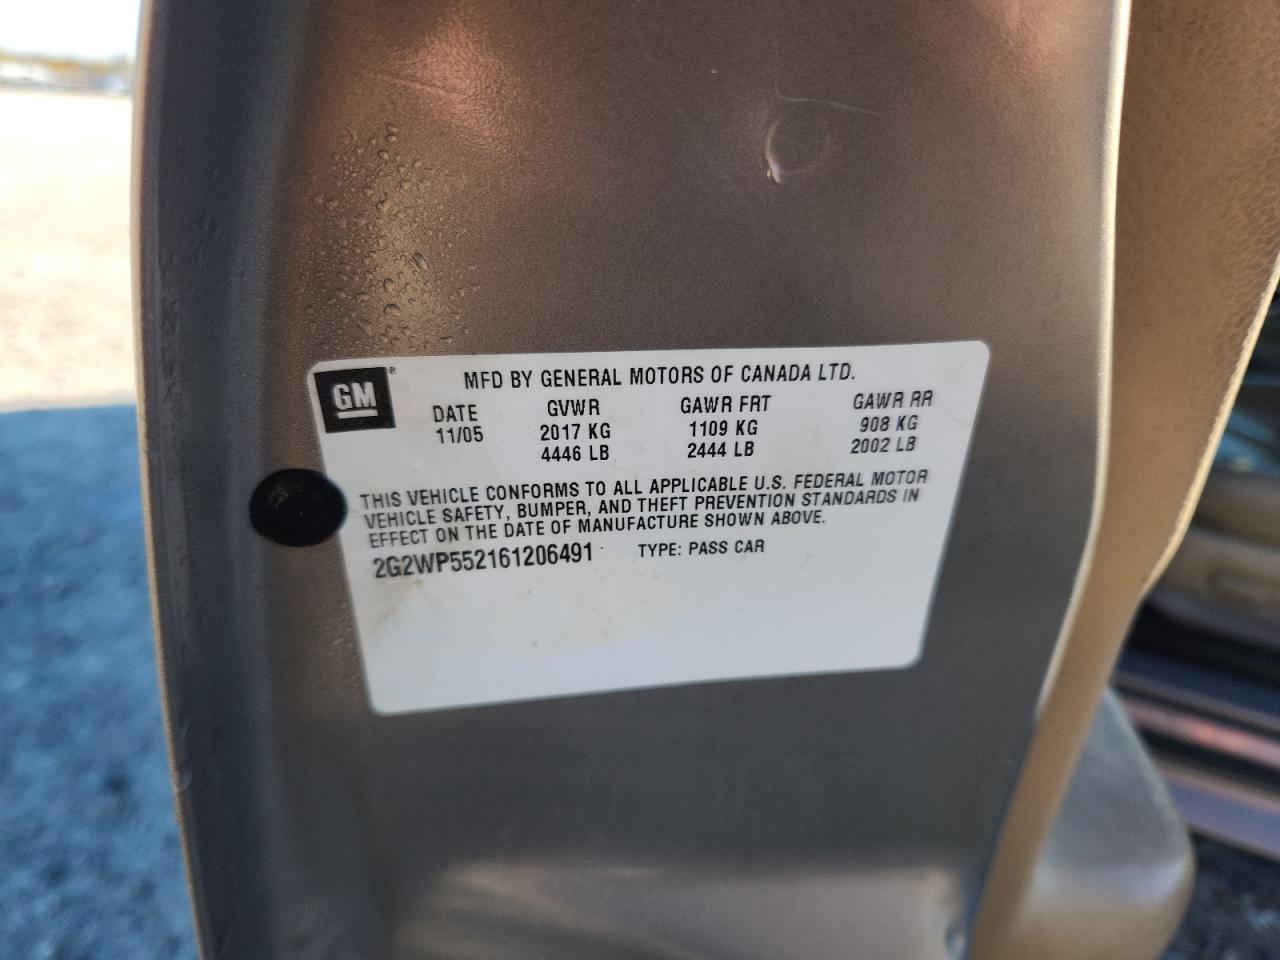 GM®
MFD BY GENERAL MOTORS OF CANADA LTD.
DATE GVWR GAWR FRT GAWR RR
11/05 2017 KG 1109 KG 908 KG
4446 LB 2444 LB 2002 LB
THIS VEHICLE CONFORMS TO ALL APPLICABLE U.S. FEDERAL MOTOR
VEHICLE SAFETY, BUMPER, AND THEFT PREVENTION STANDARDS IN
EFFECT ON THE DATE OF MANUFACTURE SHOWN ABOVE.
2G2WP552161206491 TYPE: PASS CAR